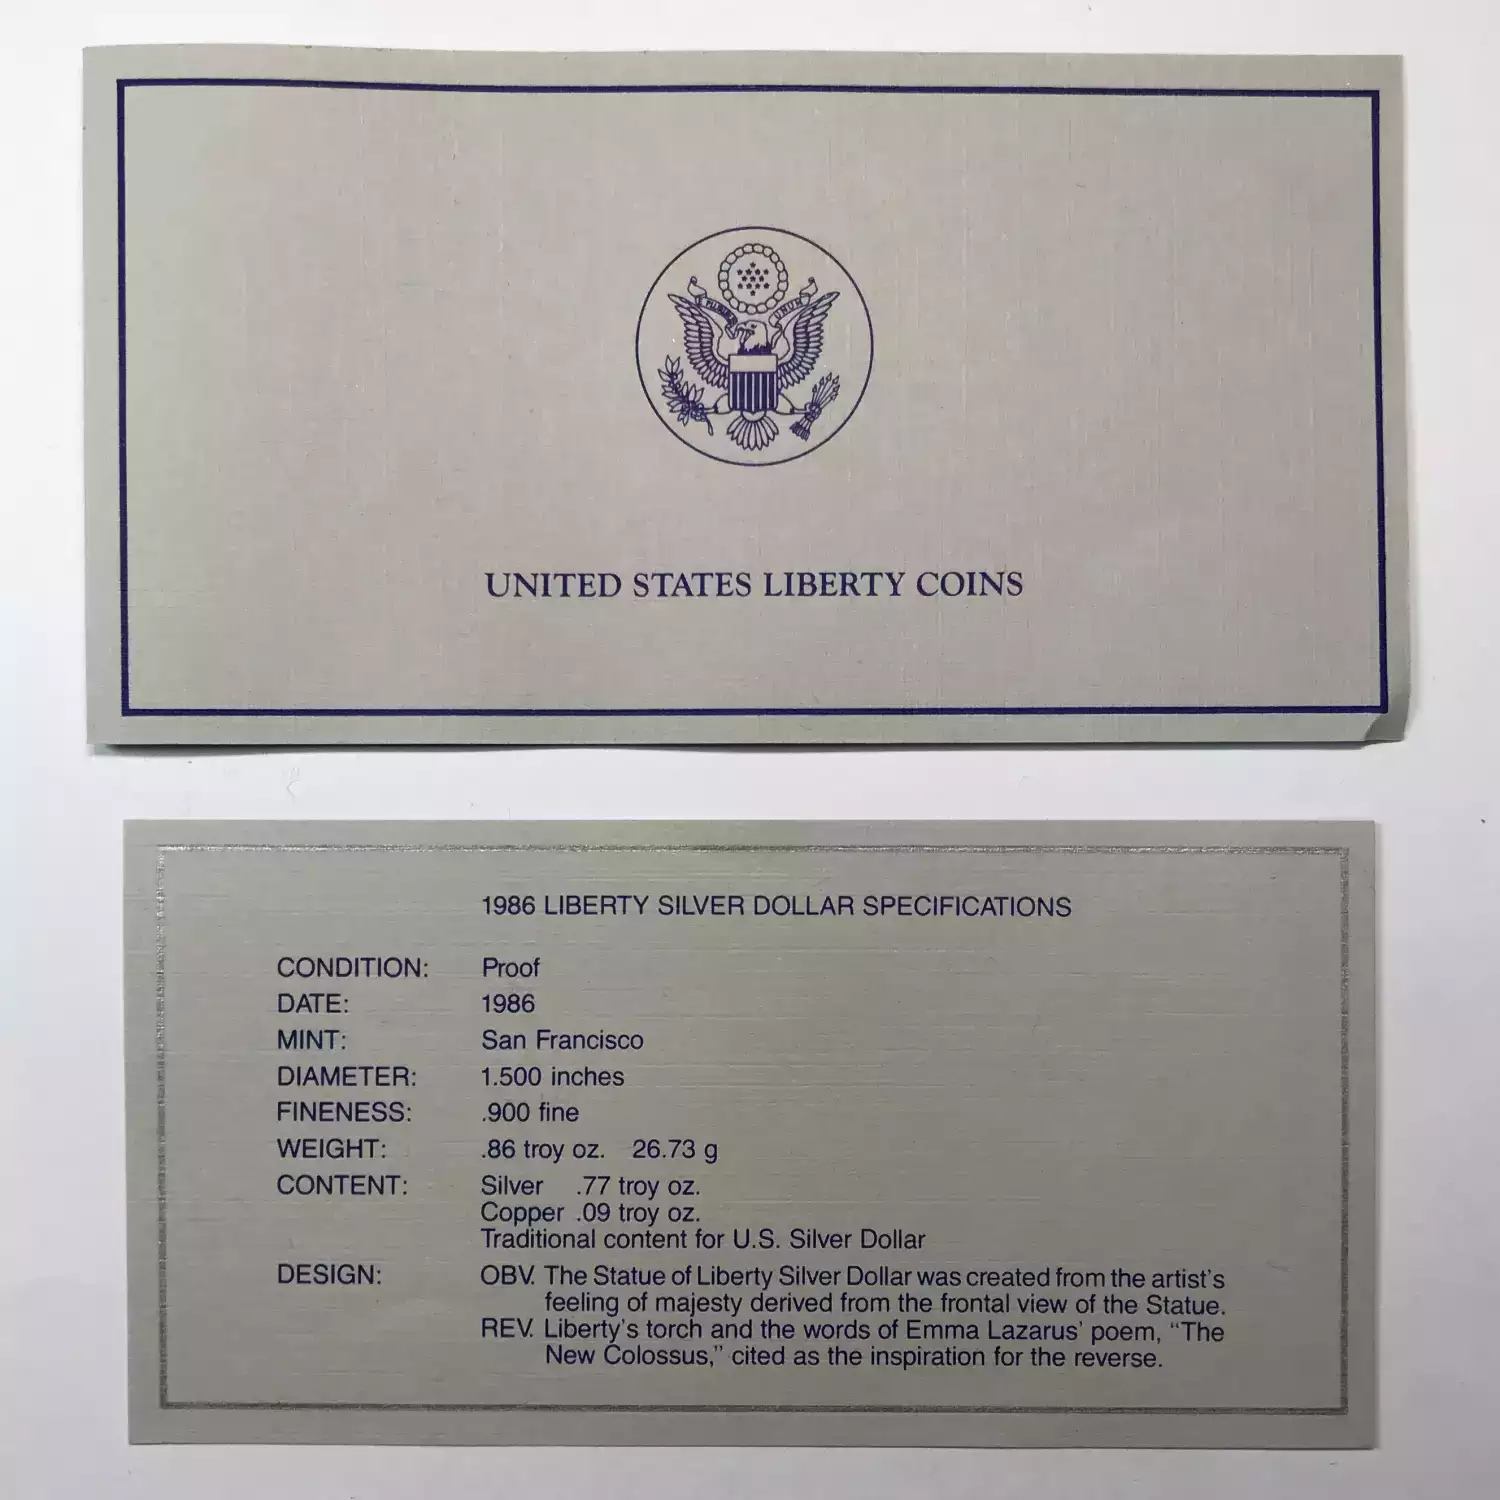 UNUM
UNITED STATES LIBERTY COINS
1986 LIBERTY SILVER DOLLAR SPECIFICATIONS
CONDITION: Proof
DATE: 1986
MINT: San Francisco
DIAMETER: 1.500 inches
FINENESS: .900 fine
WEIGHT: .86 troy oz. 26.73 g
CONTENT: Silver .77 troy oz.
Copper .09 troy oz.
Traditional content for U.S. Silver Dollar
DESIGN: OBV. The Statue of Liberty Silver Dollar was created from the artist's
feeling of majesty derived from the frontal view of the Statue.
REV. Liberty's torch and the words of Emma Lazarus' poem, "The
New Colossus," cited as the inspiration for the reverse.